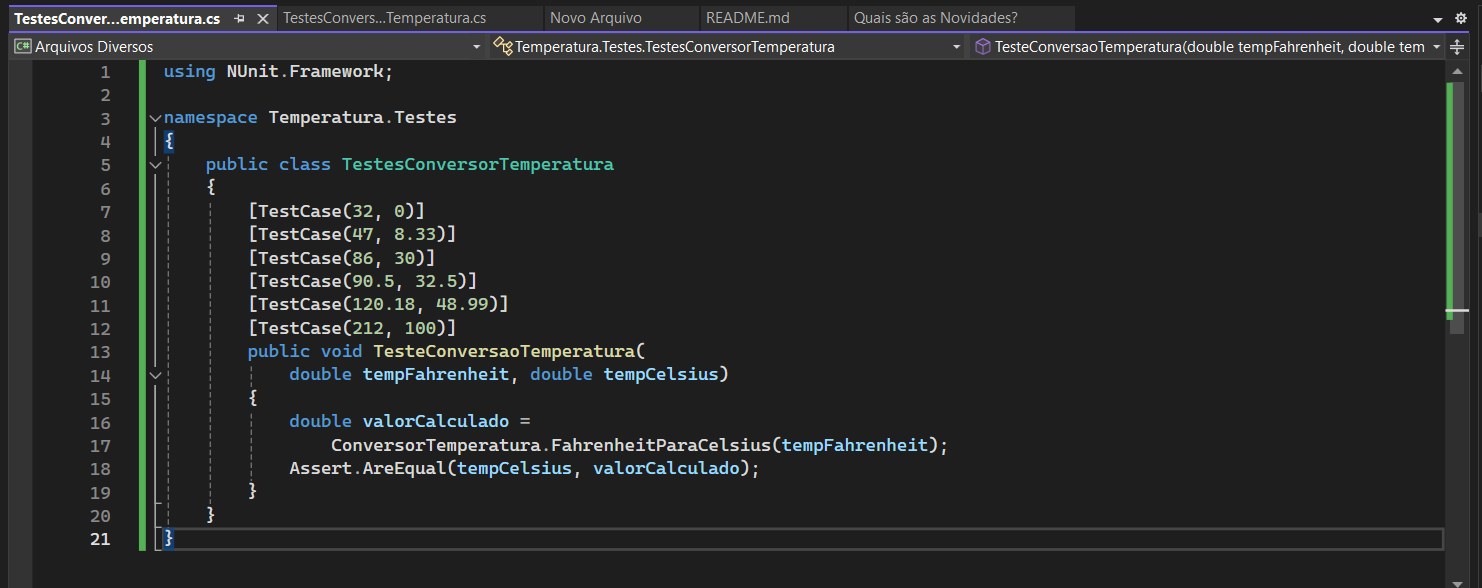 TestesConver...emperatura.cs
TestesConvers...Temperatura.cs
Novo Arquivo
README.md
Quais são as Novidades?
C# Arquivos Diversos
Temperatura.Testes.TestesConversorTemperatura
TesteConversaoTemperatura(double tempFahrenheit, double tem
1 using NUnit.Framework;
2
3 namespace Temperatura.Testes
4 {
5 public class TestesConversorTemperatura
6 {
7 [TestCase(32, 0)]
8 [TestCase(47, 8.33)]
9 [TestCase(86, 30)]
10 [TestCase(90.5, 32.5)]
11 [TestCase(120.18, 48.99)]
12 [TestCase(212, 100)]
13 public void TesteConversaoTemperatura(
14 double tempFahrenheit, double tempCelsius)
15 {
16 double valorCalculado =
17 ConversorTemperatura.FahrenheitParaCelsius(tempFahrenheit);
18 Assert.AreEqual(tempCelsius, valorCalculado);
19 }
20 }
21 }